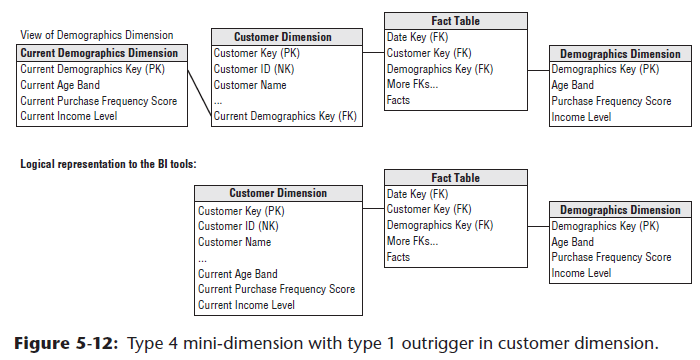 View of Demographics Dimension
Current Demographics Dimension
Current Demographics Key (PK)
Current Age Band
Current Purchase Frequency Score
Current Income Level
Customer Dimension
Customer Key (PK)
Customer ID (NK)
Customer Name
...
Current Demographics Key (FK)
Fact Table
Date Key (FK)
Customer Key (FK)
Demographics Key (FK)
More FKs...
Facts
Demographics Dimension
Demographics Key (PK)
Age Band
Purchase Frequency Score
Income Level
Logical representation to the BI tools:
Customer Dimension
Customer Key (PK)
Customer ID (NK)
Customer Name
...
Current Age Band
Current Purchase Frequency Score
Current Income Level
Fact Table
Date Key (FK)
Customer Key (FK)
Demographics Key (FK)
More FKs...
Facts
Demographics Dimension
Demographics Key (PK)
Age Band
Purchase Frequency Score
Income Level
Figure 5-12: Type 4 mini-dimension with type 1 outrigger in customer dimension.